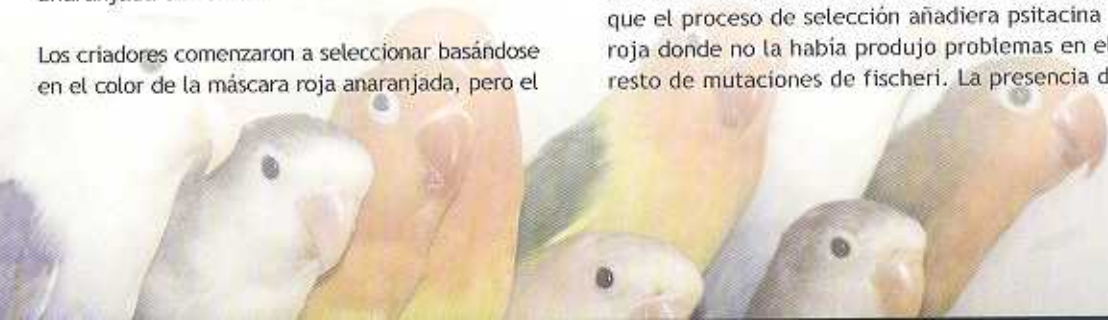 Los criadores comenzaron a seleccionar basándose
en el color de la máscara roja anaranjada, pero el
que el proceso de selección añadiera psitacina
roja donde no la había produjo problemas en el
resto de mutaciones de fischeri. La presencia d